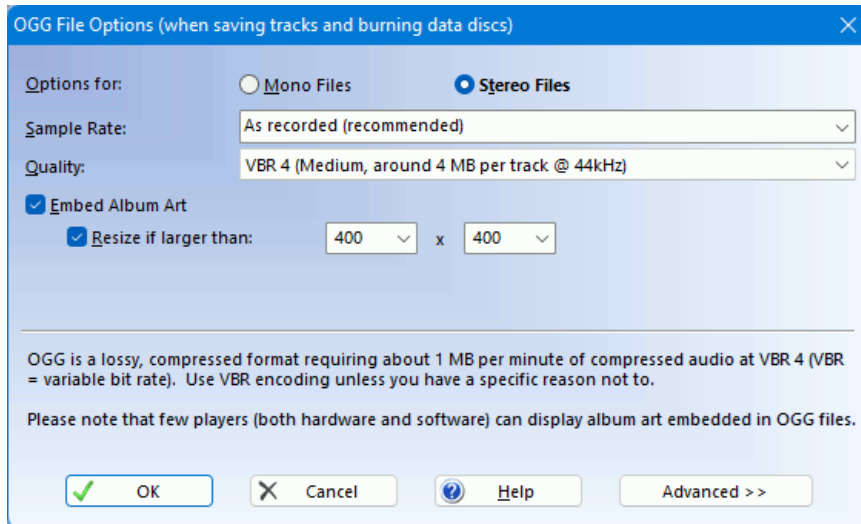 OGG File Options (when saving tracks and burning data discs)
Options for: Mono Files Stereo Files
Sample Rate: As recorded (recommended)
Quality: VBR 4 (Medium, around 4 MB per track @ 44kHz)
Embed Album Art
Resize if larger than: 400 x 400
OGG is a lossy, compressed format requiring about 1 MB per minute of compressed audio at VBR 4 (VBR
= variable bit rate). Use VBR encoding unless you have a specific reason not to.
Please note that few players (both hardware and software) can display album art embedded in OGG files.
OK Cancel Help Advanced >>